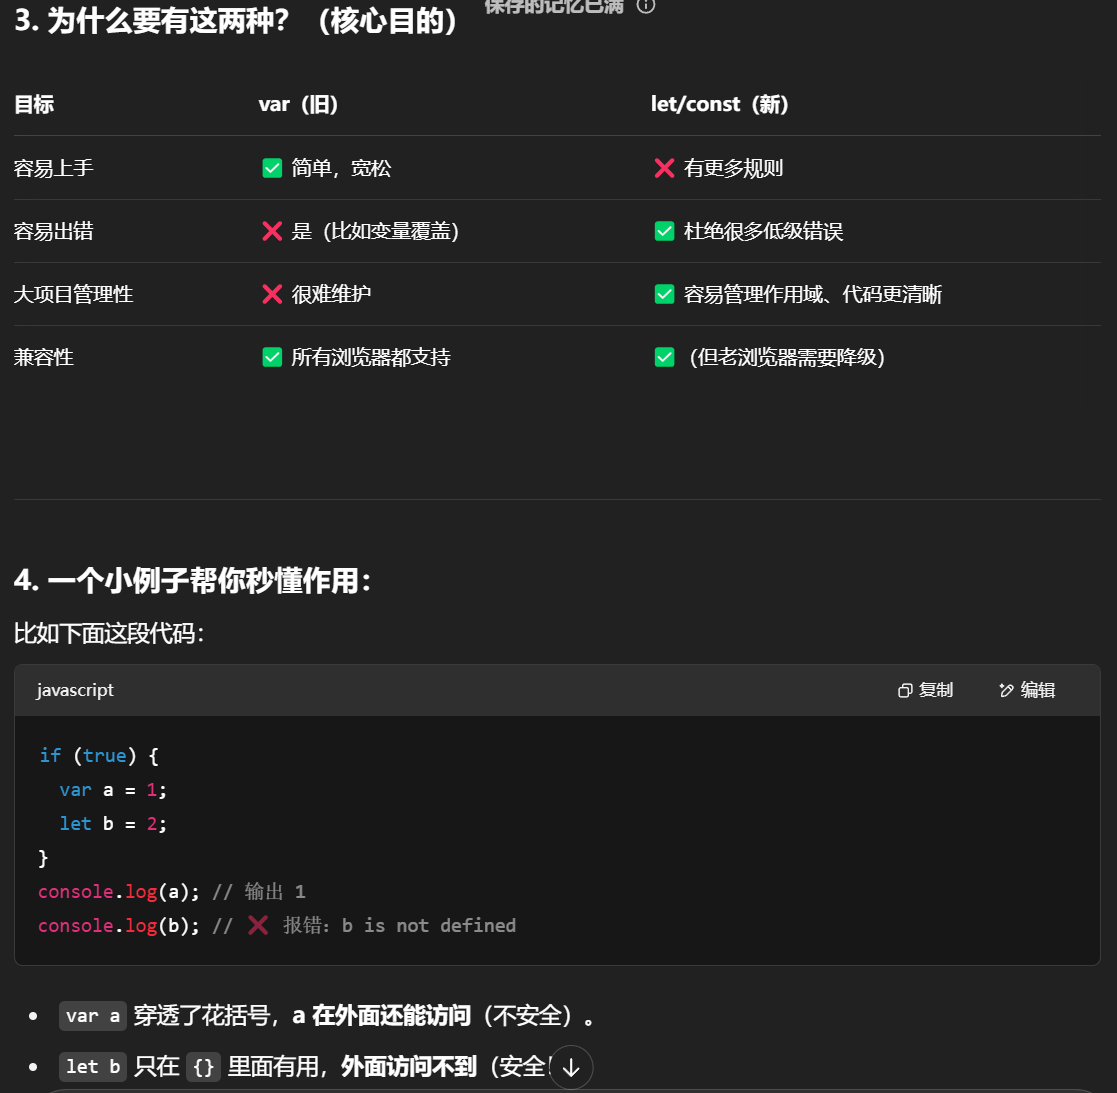 保存的记忆已满
3. 为什么要有这两种？（核心目的）
目标 var（旧） let/const（新）
容易上手 ✅ 简单，宽松 ❌ 有更多规则
容易出错 ❌ 是（比如变量覆盖） ✅ 杜绝很多低级错误
大项目管理性 ❌ 很难维护 ✅ 容易管理作用域、代码更清晰
兼容性 ✅ 所有浏览器都支持 ✅ （但老浏览器需要降级）
4. 一个小例子帮你秒懂作用：
比如下面这段代码：
javascript 复制 编辑
if (true) {
  var a = 1;
  let b = 2;
}
console.log(a); // 输出 1
console.log(b); // ❌ 报错：b is not defined
• var a 穿透了花括号，a 在外面还能访问（不安全）。
• let b 只在 {} 里面有用，外面访问不到（安全！